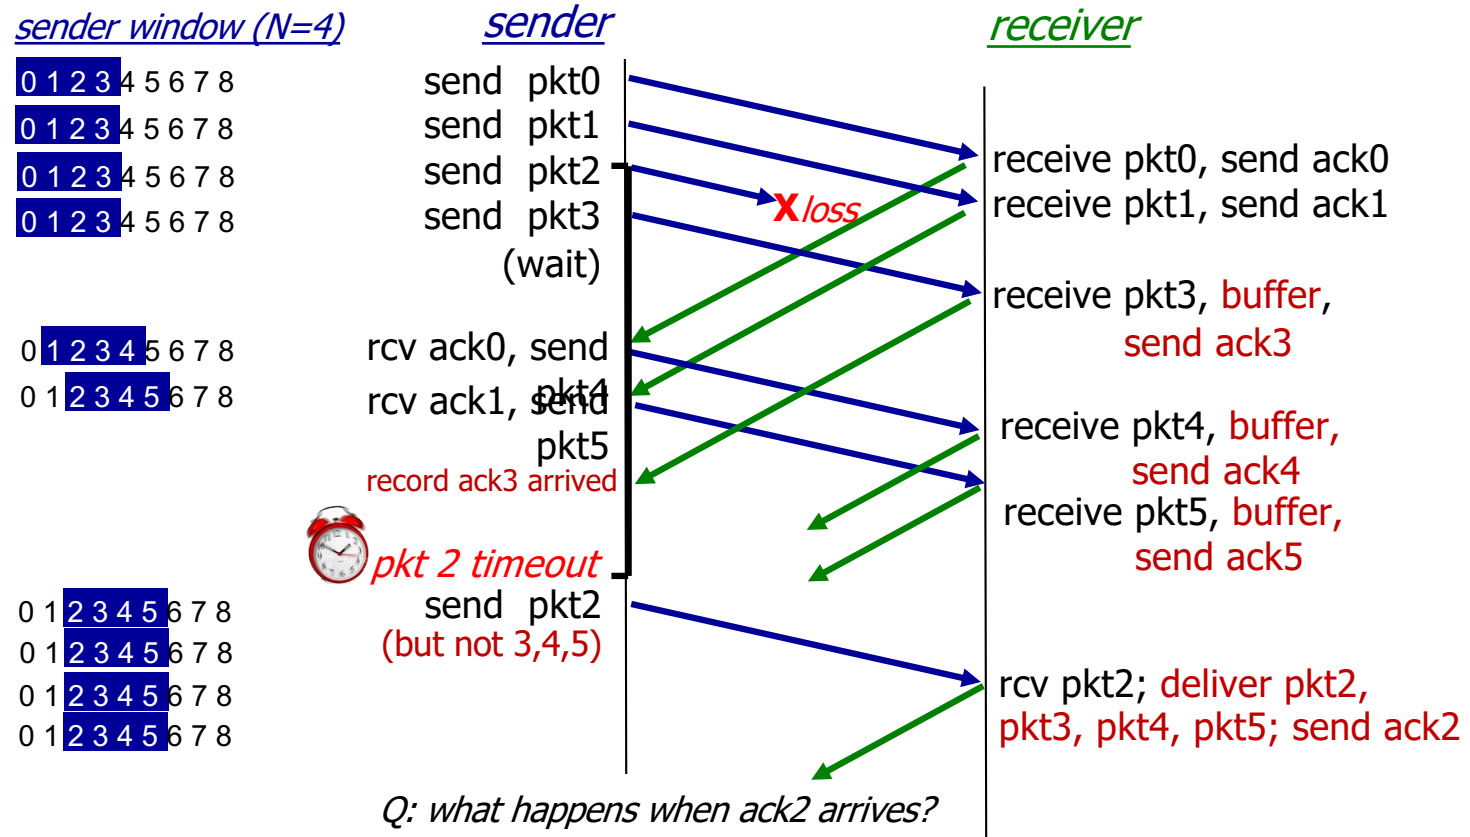 sender window (N=4)
sender
receiver
0 1 2 3 4 5 6 7 8
send pkt0
0 1 2 3 4 5 6 7 8
send pkt1
0 1 2 3 4 5 6 7 8
send pkt2
0 1 2 3 4 5 6 7 8
send pkt3
(wait)
X loss
receive pkt0, send ack0
receive pkt1, send ack1
receive pkt3, buffer,
send ack3
0 1 2 3 4 5 6 7 8
rcv ack0, send
pkt4
0 1 2 3 4 5 6 7 8
rcv ack1, send
pkt5
record ack3 arrived
receive pkt4, buffer,
send ack4
receive pkt5, buffer,
send ack5
pkt 2 timeout
0 1 2 3 4 5 6 7 8
send pkt2
0 1 2 3 4 5 6 7 8
(but not 3,4,5)
0 1 2 3 4 5 6 7 8
0 1 2 3 4 5 6 7 8
rcv pkt2; deliver pkt2,
pkt3, pkt4, pkt5; send ack2
Q: what happens when ack2 arrives?